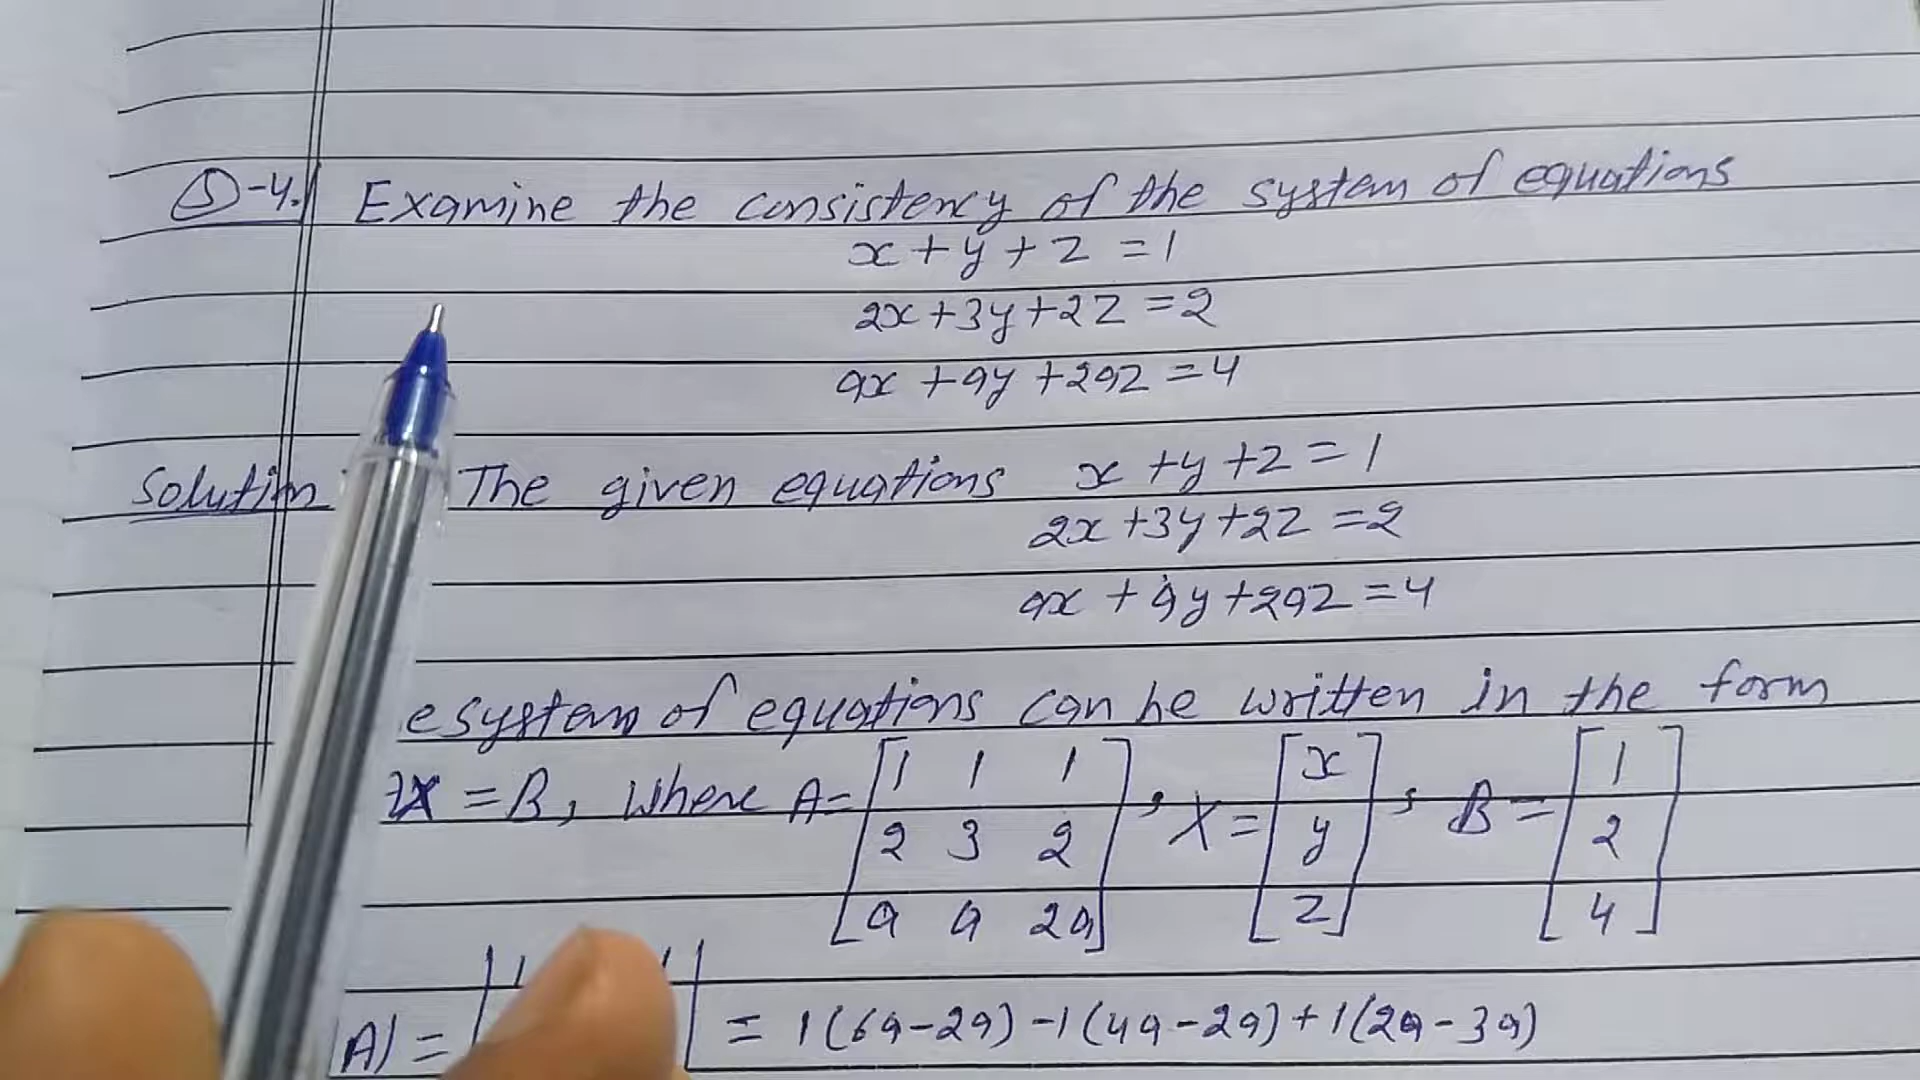 Q-4. Examine the consistency of the system of equations
x + y + z = 1
2x + 3y + 2z = 2
ax + ay + 2az = 4
Solution The given equations x + y + z = 1
2x + 3y + 2z = 2
ax + ay + 2az = 4
e system of equations can be written in the form
X = B, where A = [1 1 1 , X = [x ; B = [1
2 3 2 y 2
a a 2a] z] 4]
|A| = = 1(6a-2a) -1(4a-2a) + 1(2a-3a)